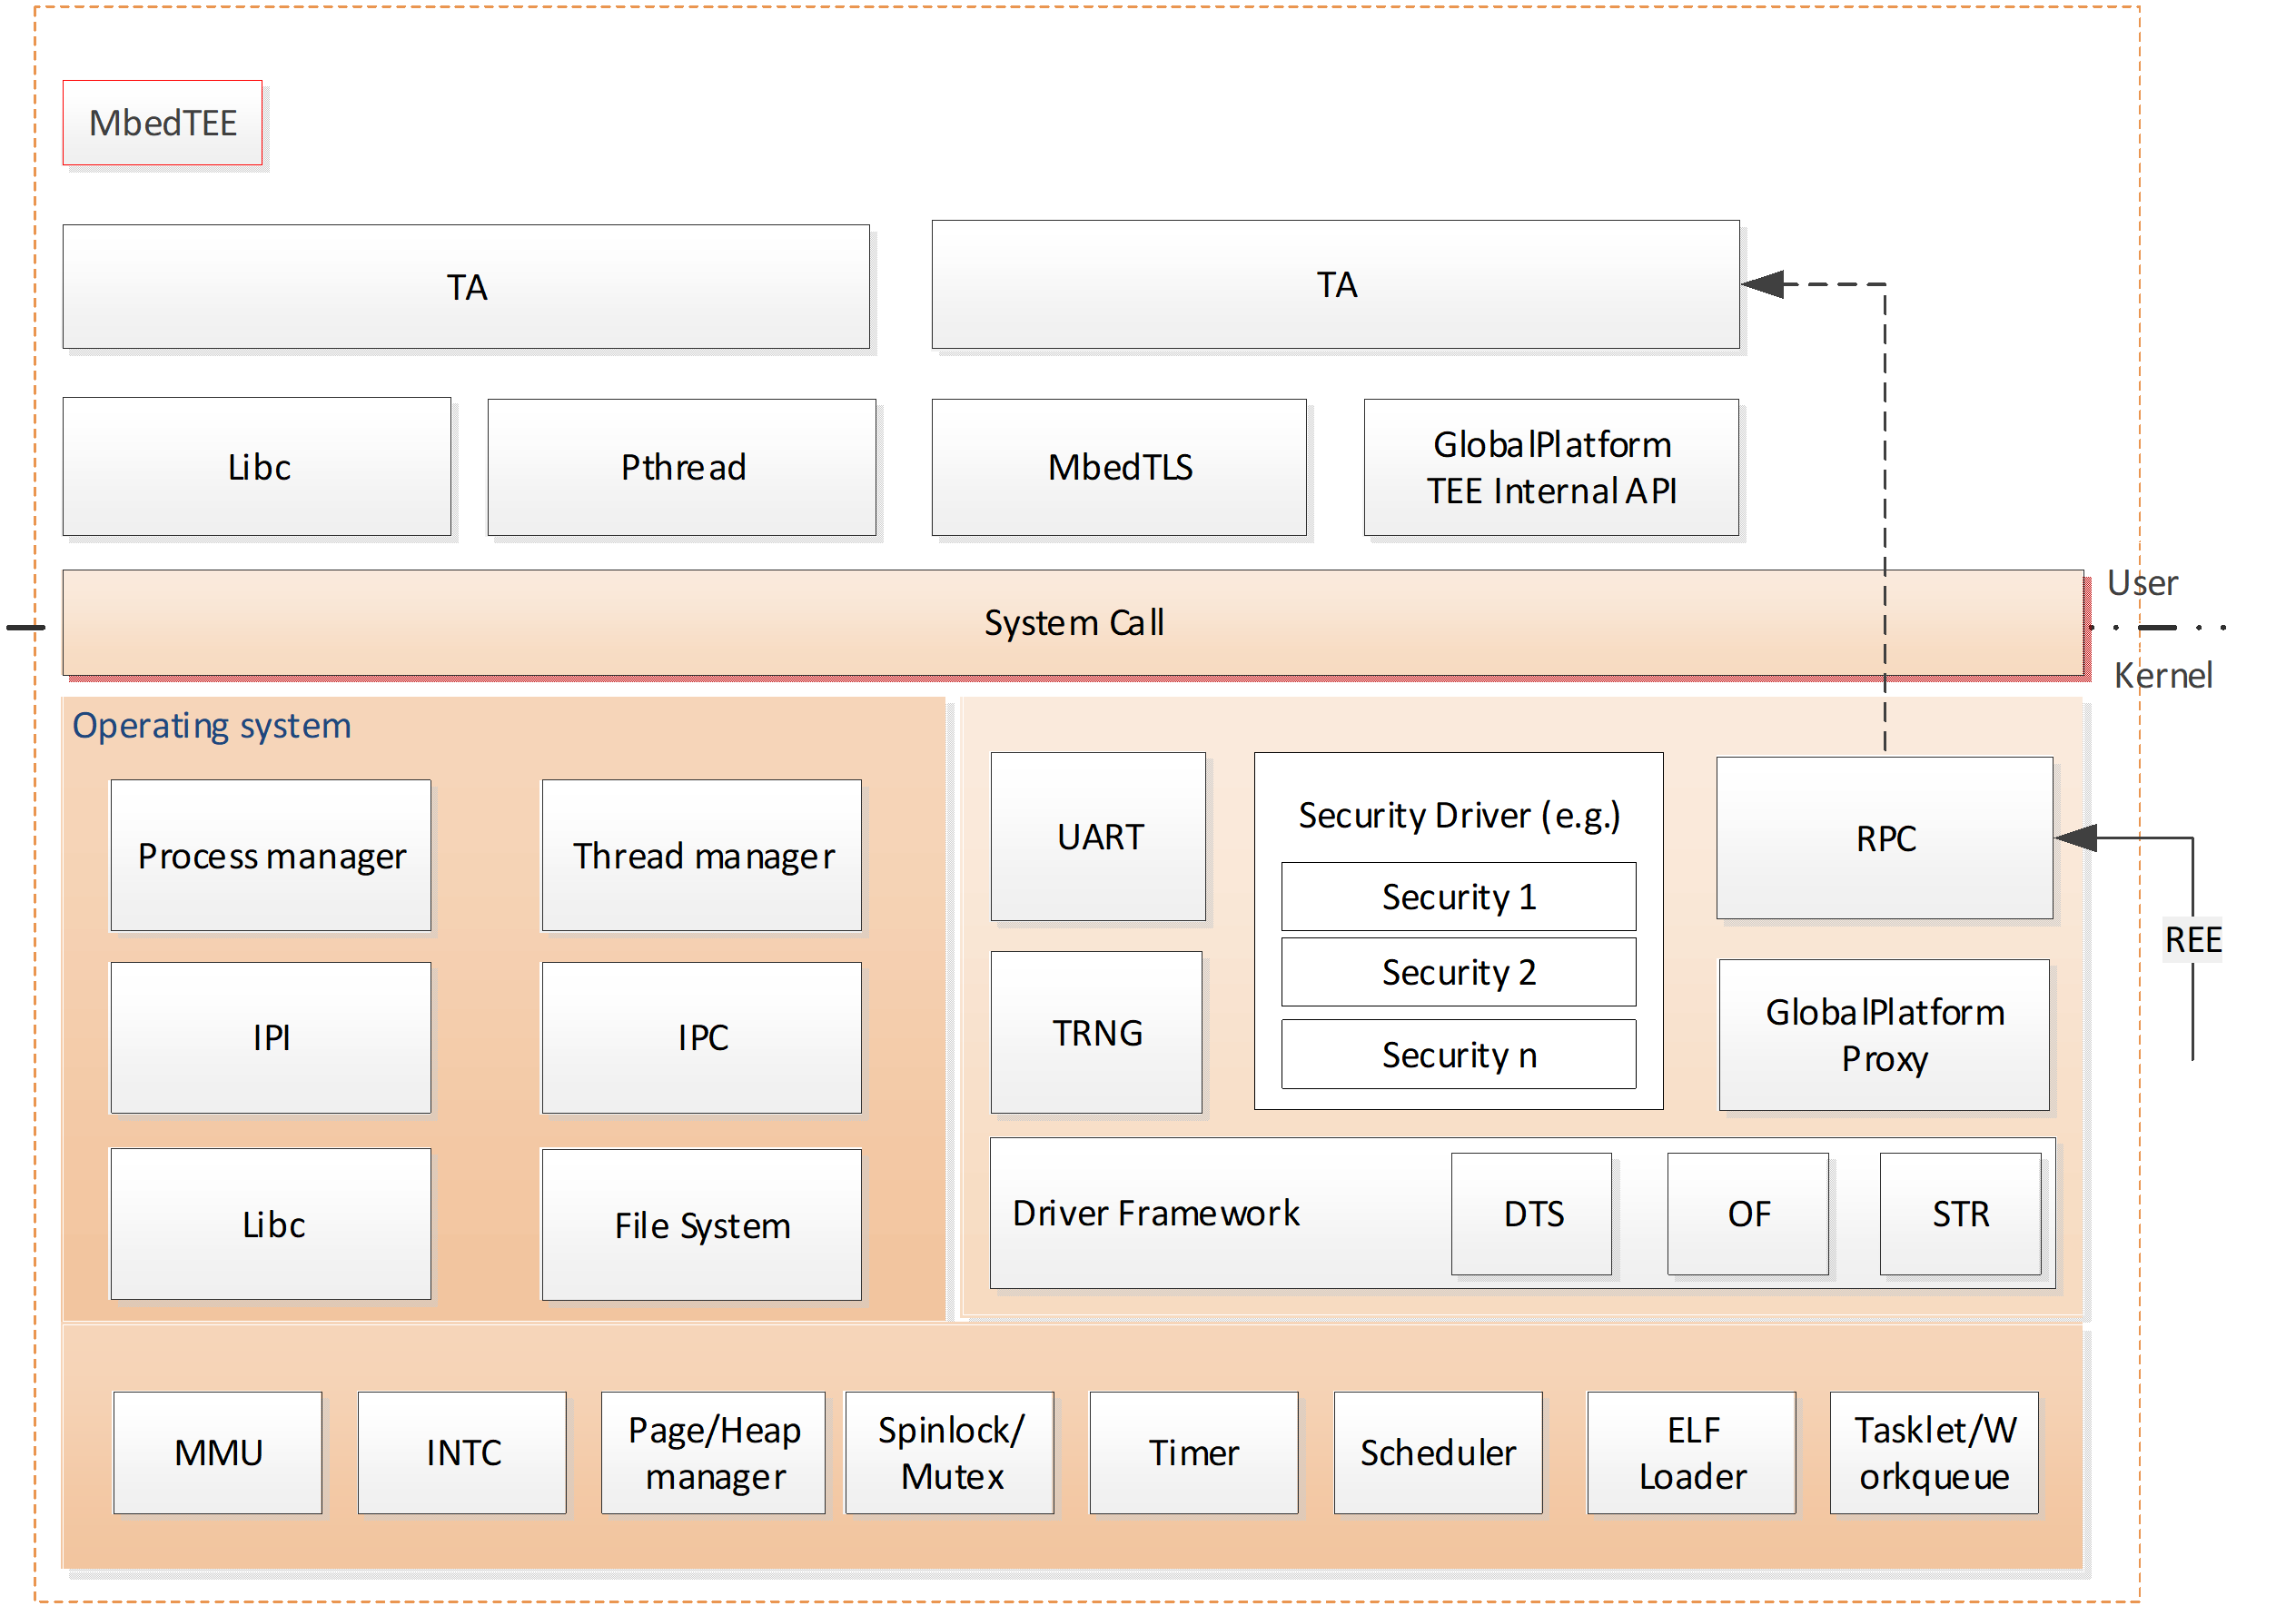 MbedTEE
TA
TA
Libc
Pthread
MbedTLS
GlobalPlatform
TEE Internal API
System Call
User
Kernel
Operating system
Process manager
Thread manager
IPI
IPC
Libc
File System
UART
TRNG
Security Driver (e.g.)
Security 1
Security 2
Security n
RPC
REE
GlobalPlatform
Proxy
Driver Framework
DTS
OF
STR
MMU
INTC
Page/Heap
manager
Spinlock/
Mutex
Timer
Scheduler
ELF
Loader
Tasklet/W
orkqueue